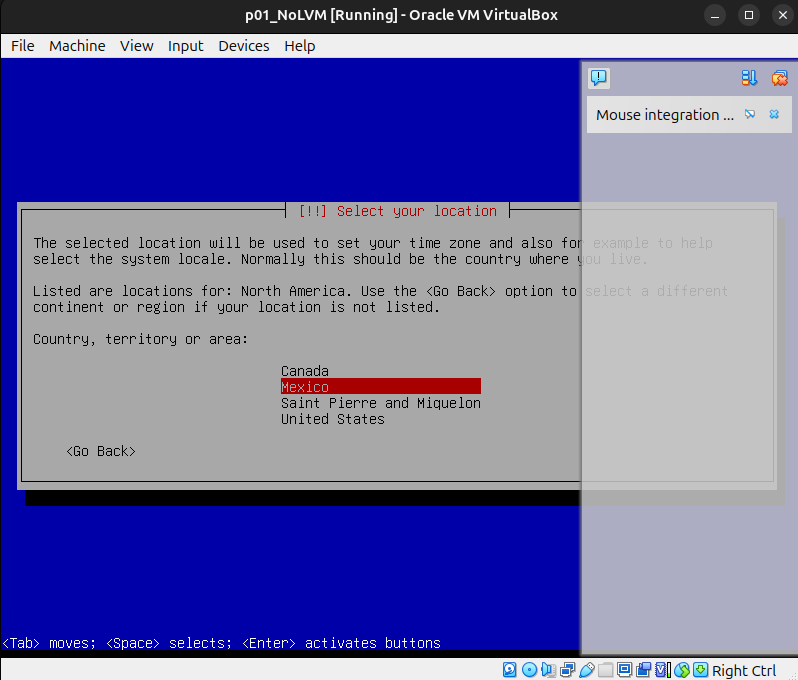 p01_NoLVM [Running] - Oracle VM VirtualBox
File Machine View Input Devices Help
Mouse integration ...
[!!] Select your location
The selected location will be used to set your time zone and also for example to help
select the system locale. Normally this should be the country where you live.
Listed are locations for: North America. Use the <Go Back> option to select a different
continent or region if your location is not listed.
Country, territory or area:
Canada
Mexico
Saint Pierre and Miquelon
United States
<Go Back>
<Tab> moves; <Space> selects; <Enter> activates buttons
Right Ctrl